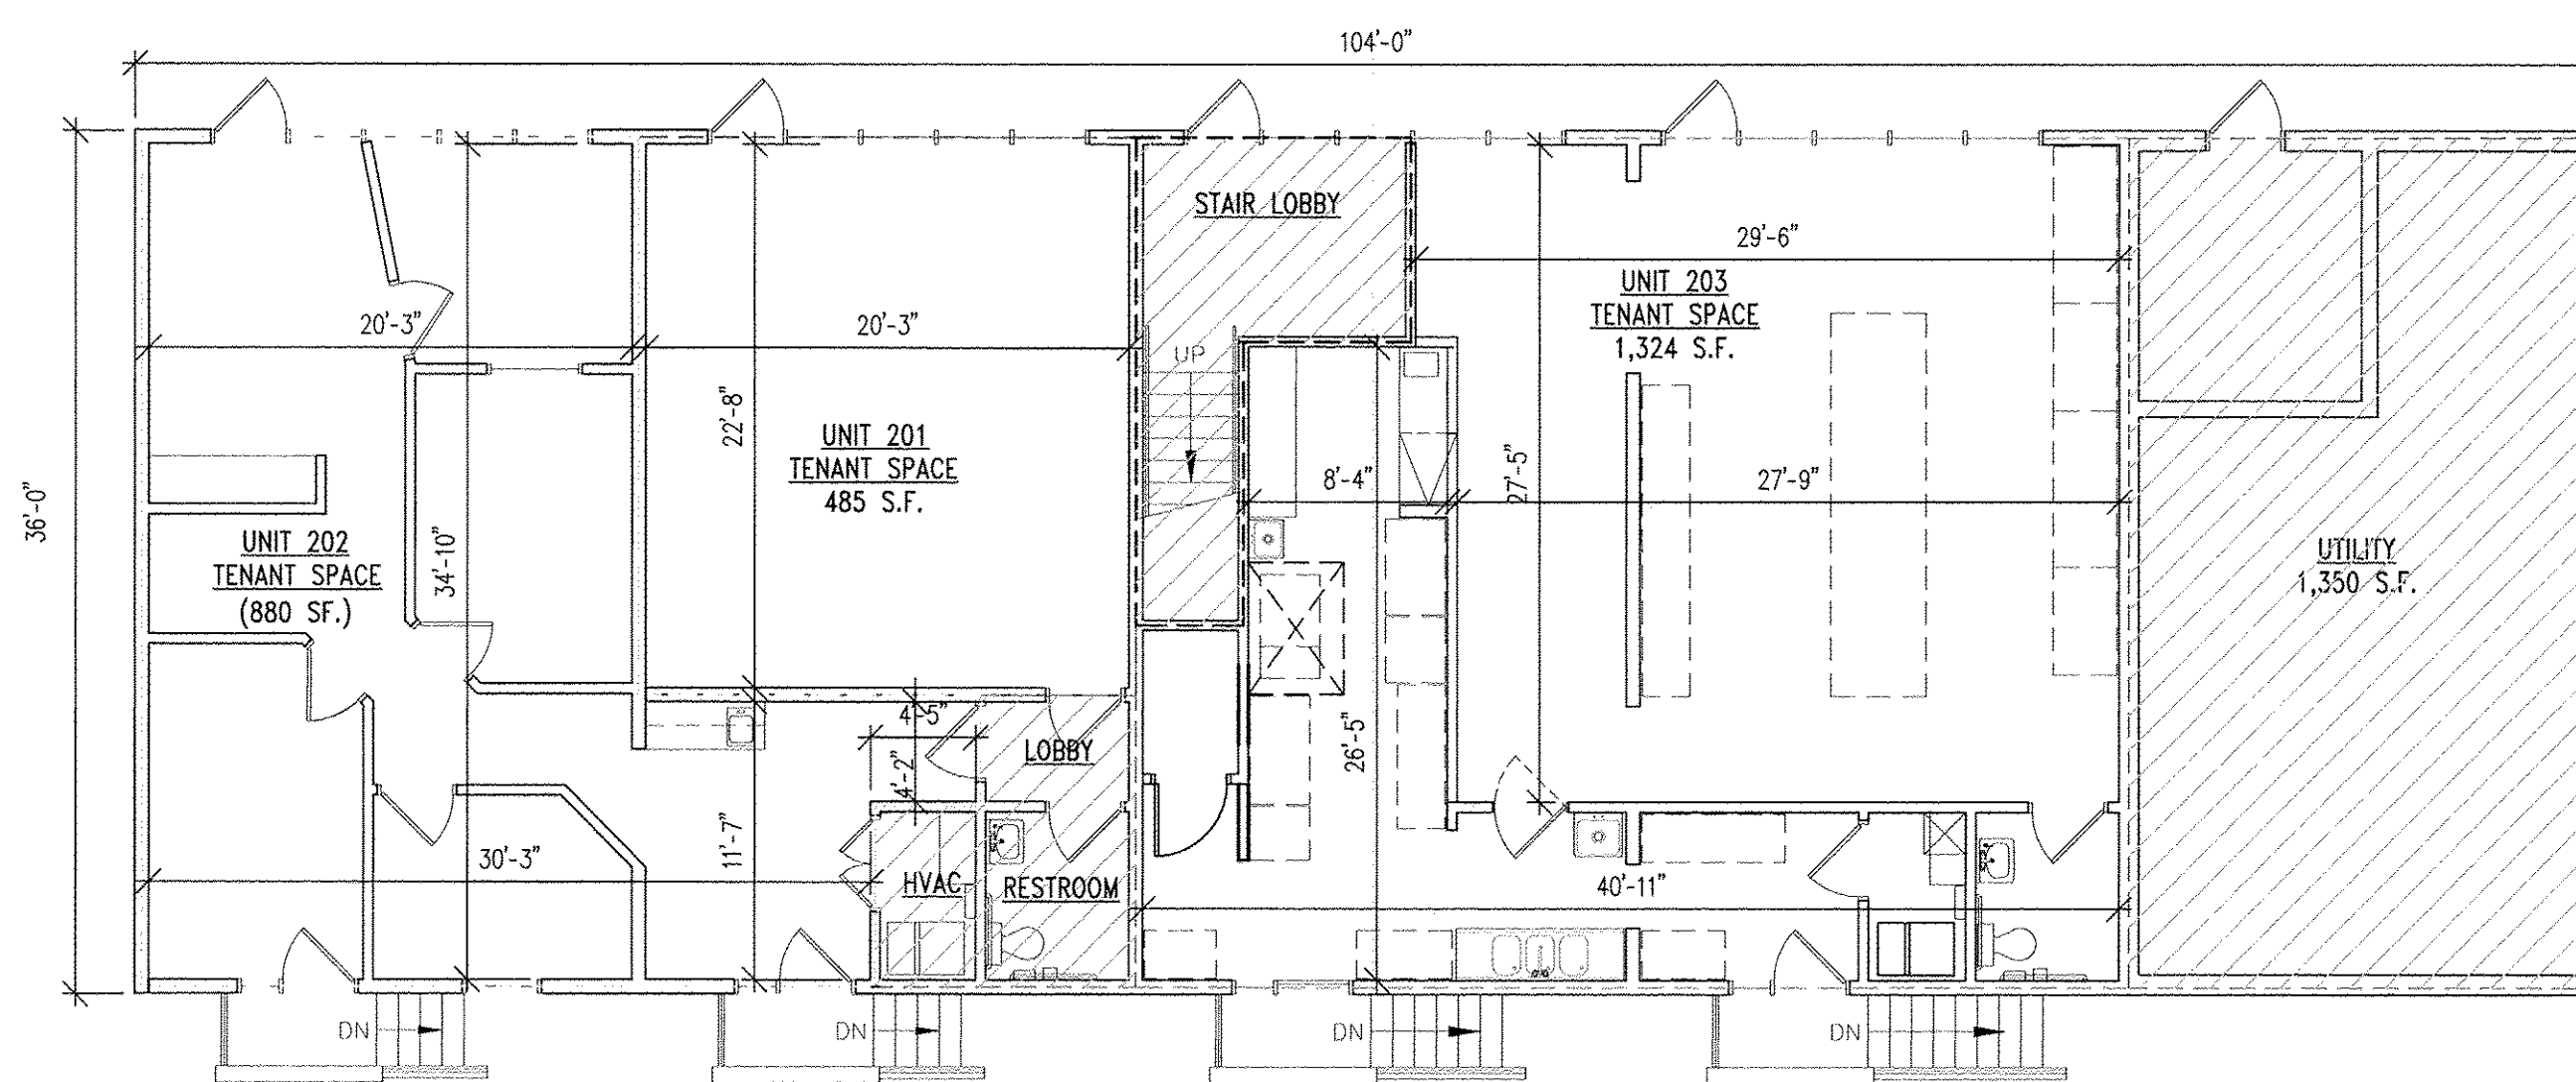 104'-0"
STAIR LOBBY
29'-6"
UNIT 203
TENANT SPACE
1,324 S.F.
20'-3"
20'-3"
UP
22'-8"
UNIT 201
TENANT SPACE
485 S.F.
8'-4"
27'-5"
27'-9"
36'-0"
UNIT 202
TENANT SPACE
(880 SF.)
34'-10"
UTILITY
1,350 S.F.
4'-5"
LOBBY
4'-2"
26'-5"
11'-7"
30'-3"
HVAC
RESTROOM
40'-11"
DN
DN
DN
DN